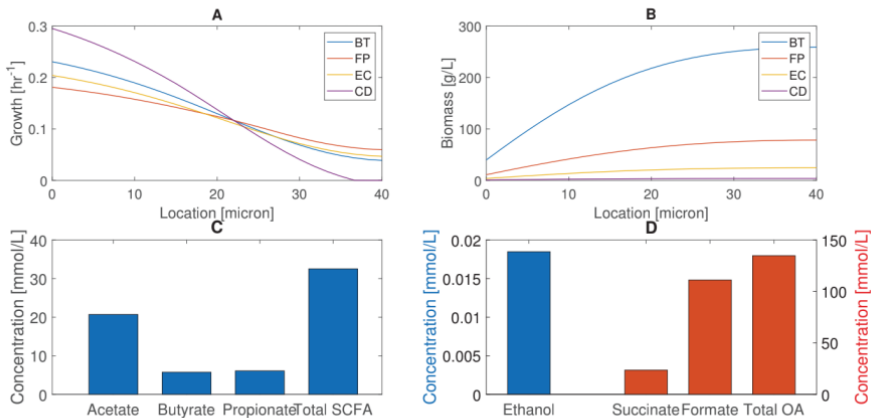 A
Growth [hr⁻¹]
0.3
0.2
0.1
0
BT
FP
EC
CD
0 10 20 30 40
Location [micron]
B
Biomass [g/L]
300
200
100
0
BT
FP
EC
CD
0 10 20 30 40
Location [micron]
C
Concentration [mmol/L]
40
30
20
10
0
Acetate Butyrate Propionate Total SCFA
D
Concentration [mmol/L]
0.02
0.015
0.01
0.005
0
150
100
50
0
Concentration [mmol/L]
Ethanol Succinate Formate Total OA